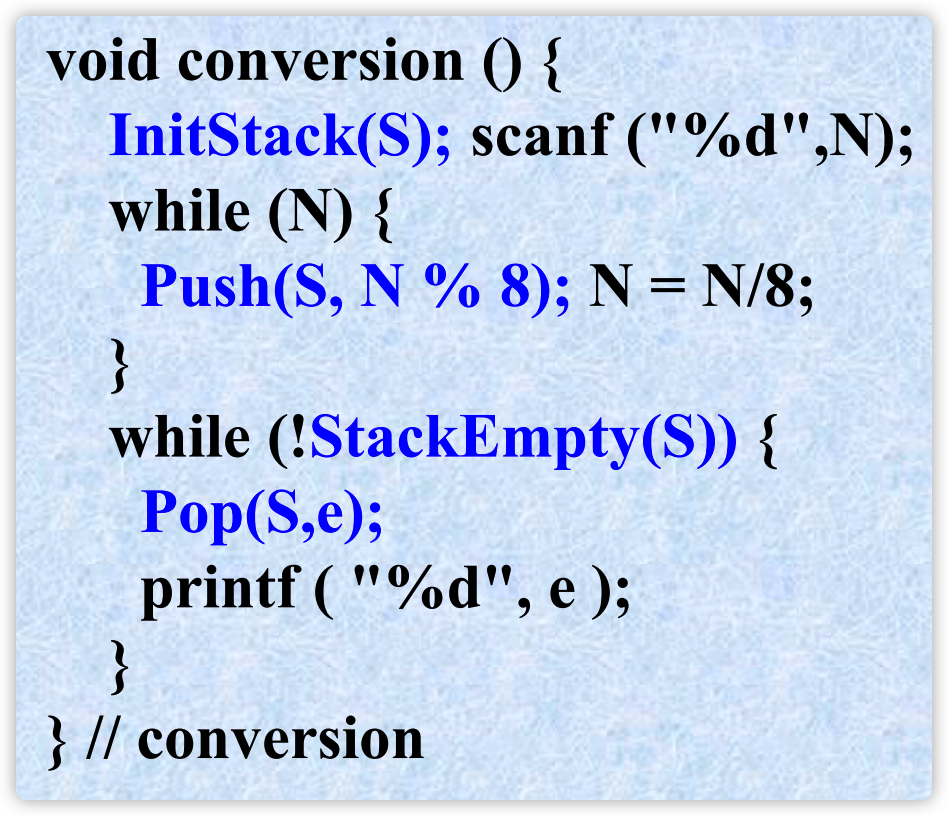 void conversion () {
InitStack(S); scanf ("%d",N);
while (N) {
Push(S, N % 8); N = N/8;
}
while (!StackEmpty(S)) {
Pop(S,e);
printf ( "%d", e );
}
} // conversion